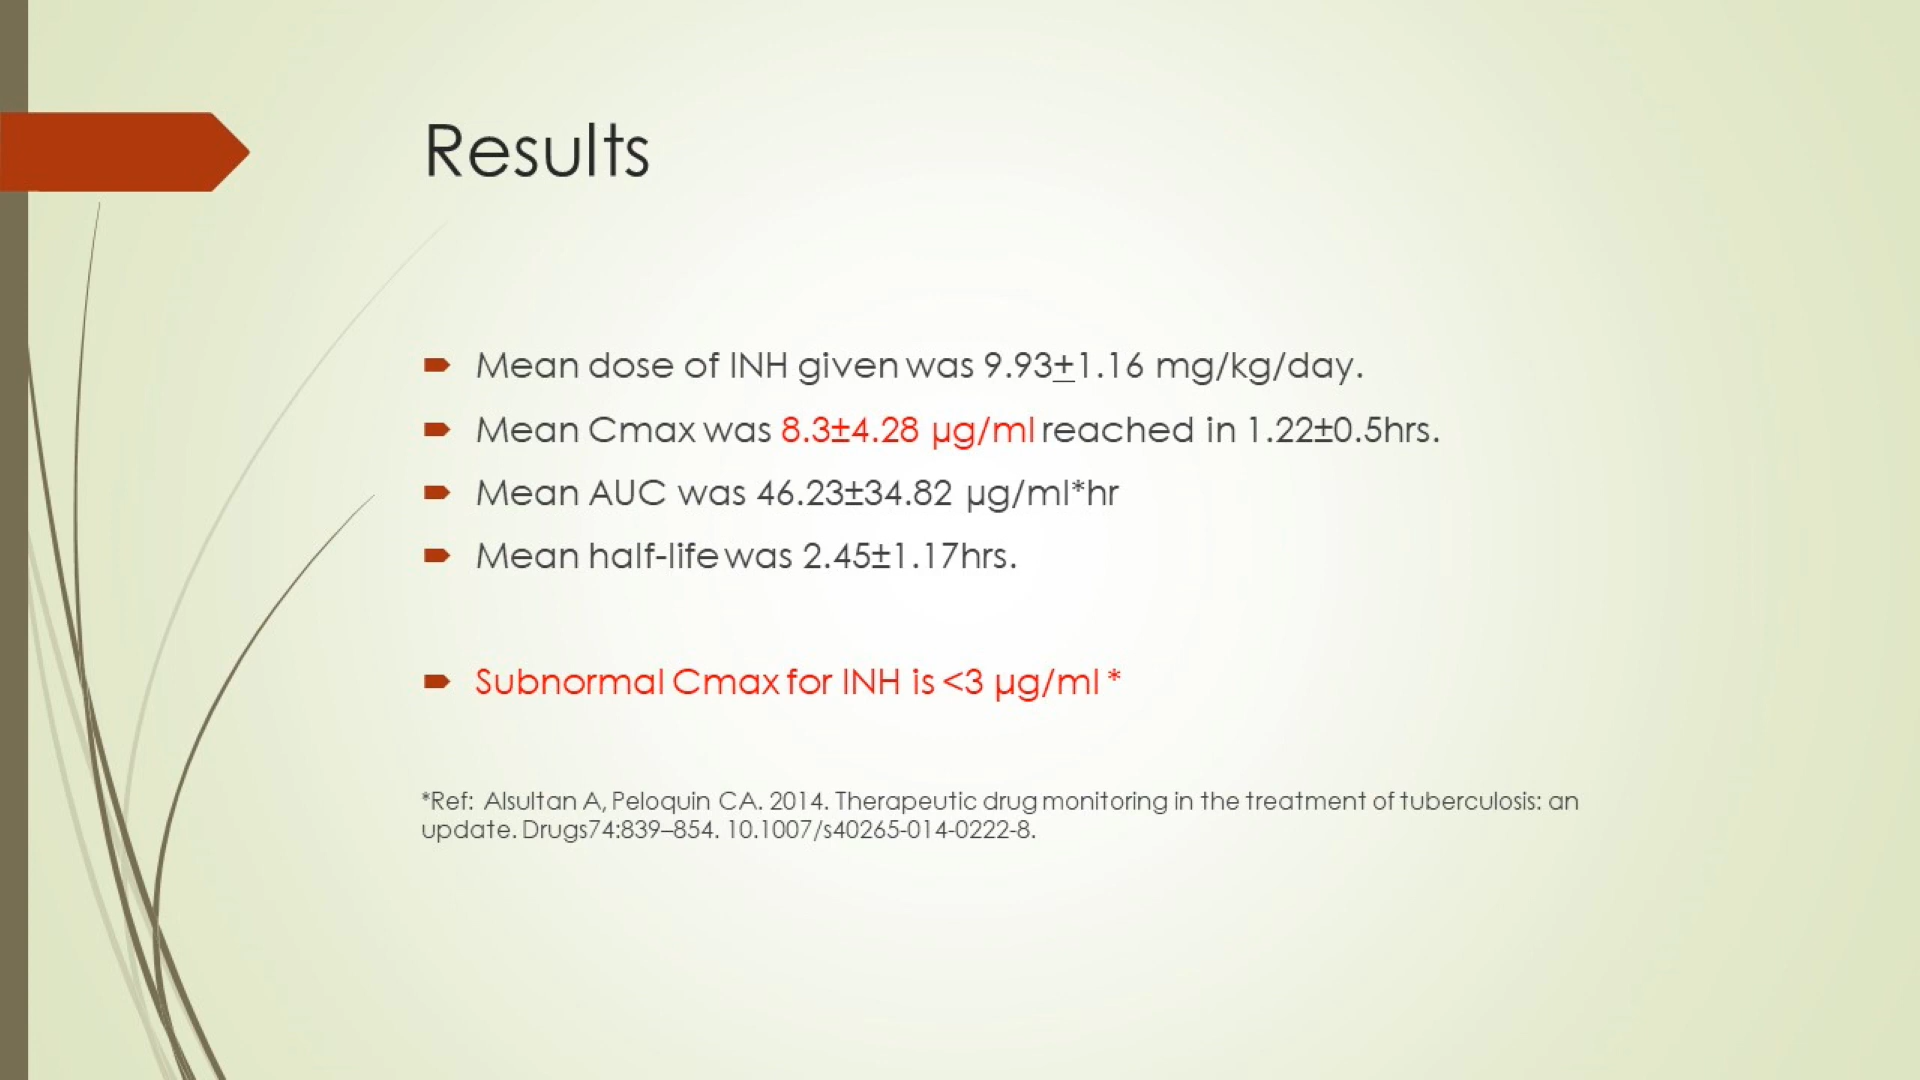 Results
Mean dose of INH given was 9.93±1.16 mg/kg/day.
Mean Cmax was 8.3±4.28 µg/ml reached in 1.22±0.5hrs.
Mean AUC was 46.23±34.82 µg/ml*hr
Mean half-life was 2.45±1.17hrs.
Subnormal Cmax for INH is <3 µg/ml *
*Ref: Alsultan A, Peloquin CA. 2014. Therapeutic drug monitoring in the treatment of tuberculosis: an
update. Drugs74:839–854. 10.1007/s40265-014-0222-8.